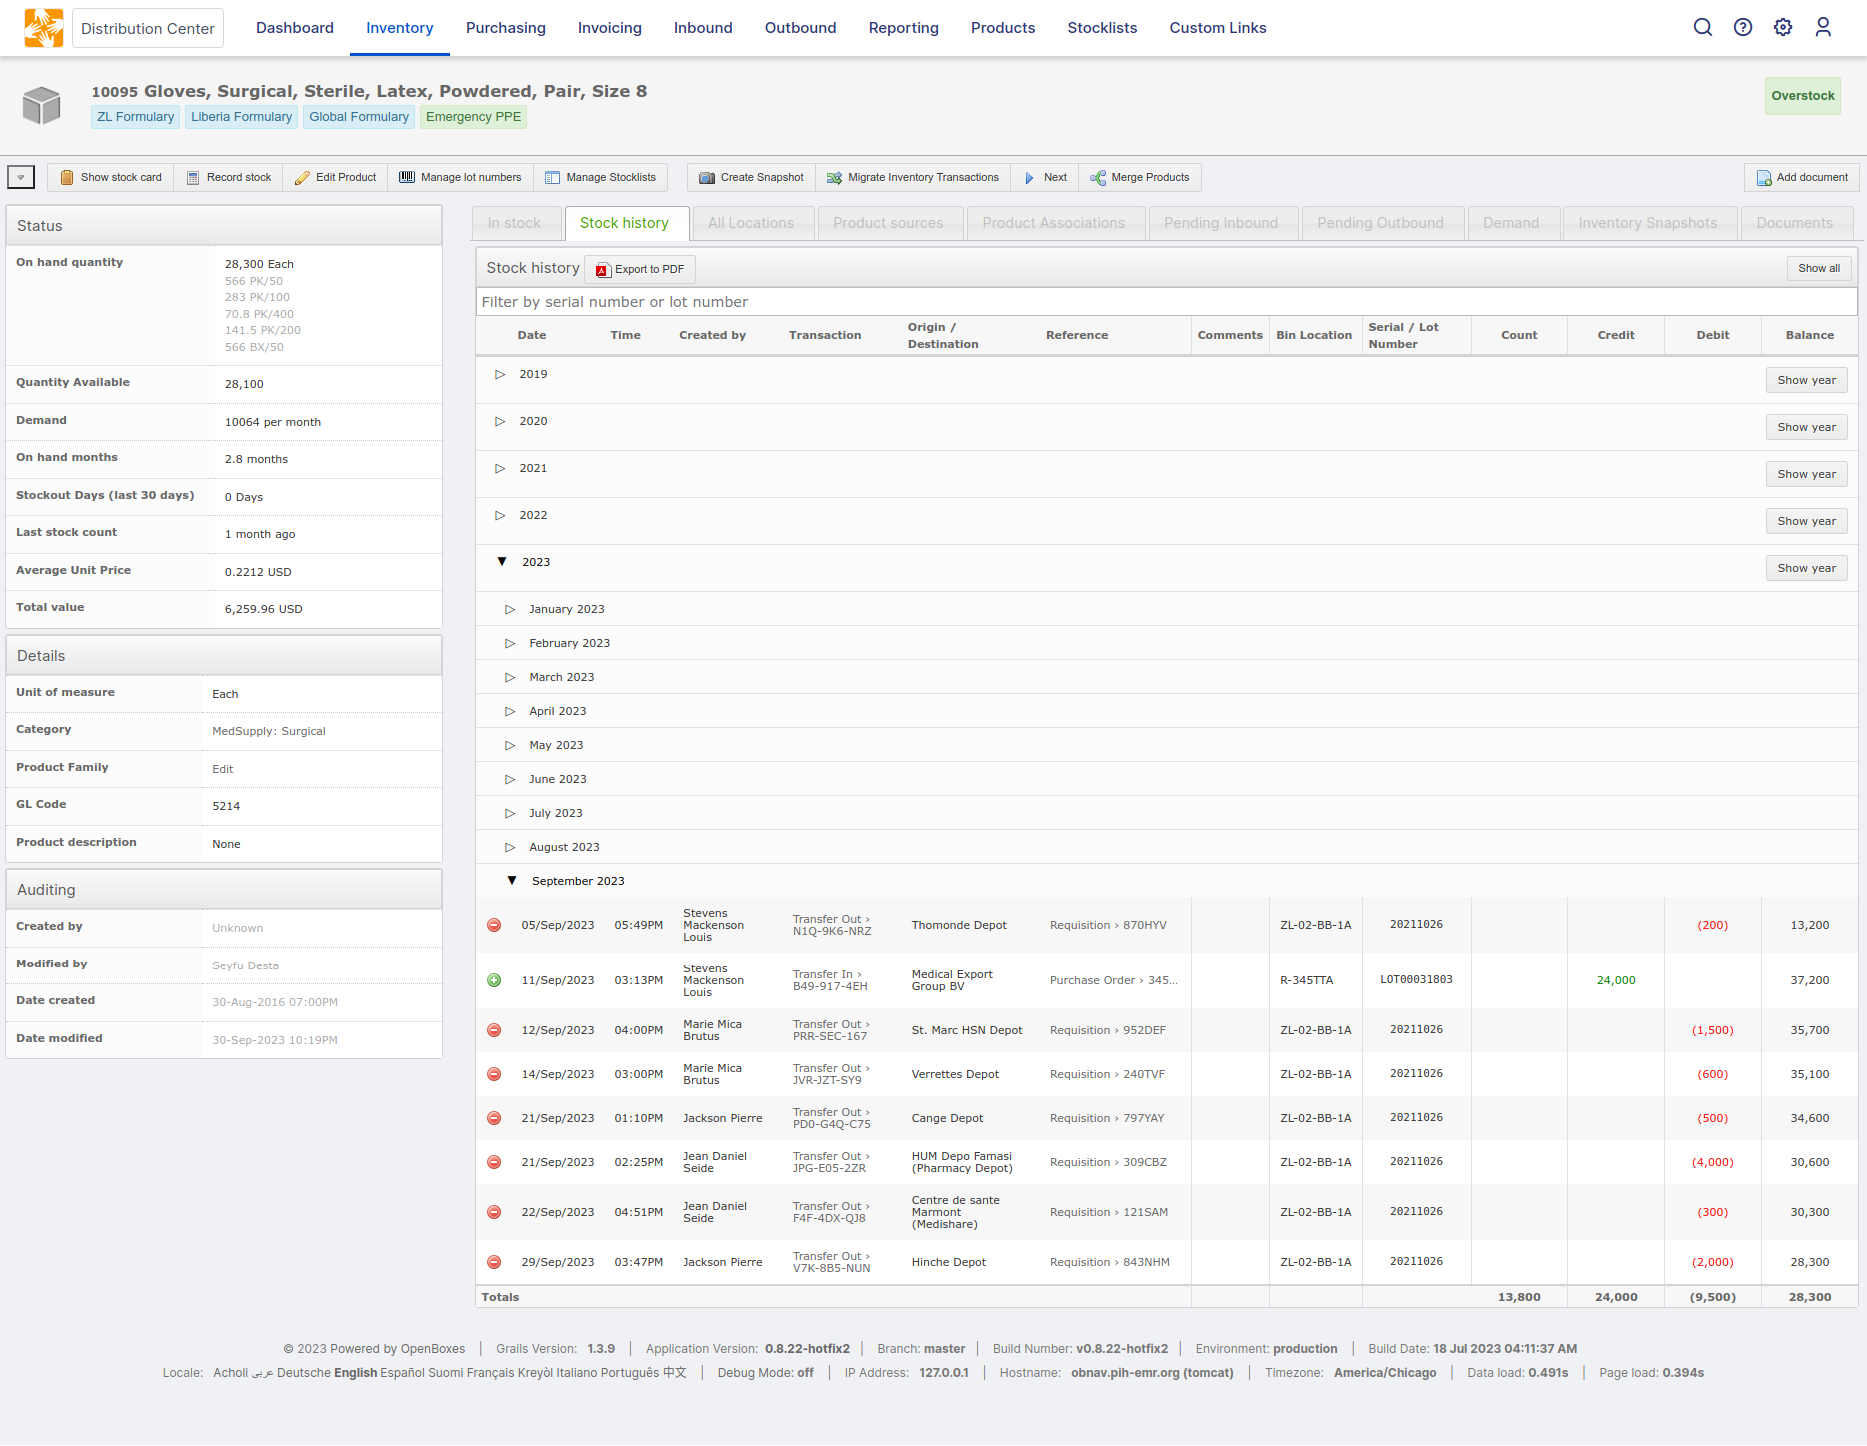 Distribution Center Dashboard Inventory Purchasing Invoicing Inbound Outbound Reporting Products Stocklists Custom Links
10095 Gloves, Surgical, Sterile, Latex, Powdered, Pair, Size 8
ZL Formulary Liberia Formulary Global Formulary Emergency PPE
Overstock
Show stock card Record stock Edit Product Manage lot numbers Manage Stocklists Create Snapshot Migrate Inventory Transactions Next Merge Products Add document
Status
On hand quantity 28,300 Each
566 PK/50
283 PK/100
70.8 PK/400
141.5 PK/200
566 BX/50
Quantity Available 28,100
Demand 10064 per month
On hand months 2.8 months
Stockout Days (last 30 days) 0 Days
Last stock count 1 month ago
Average Unit Price 0.2212 USD
Total value 6,259.96 USD
Details
Unit of measure Each
Category MedSupply: Surgical
Product Family Edit
GL Code 5214
Product description None
Auditing
Created by Unknown
Modified by Seyfu Desta
Date created 30-Aug-2016 07:00PM
Date modified 30-Sep-2023 10:19PM
In stock Stock history All Locations Product sources Product Associations Pending Inbound Pending Outbound Demand Inventory Snapshots Documents
Stock history Export to PDF Show all
Filter by serial number or lot number
Date Time Created by Transaction Origin / Destination Reference Comments Bin Location Serial / Lot Number Count Credit Debit Balance
2019 Show year
2020 Show year
2021 Show year
2022 Show year
2023 Show year
January 2023
February 2023
March 2023
April 2023
May 2023
June 2023
July 2023
August 2023
September 2023
05/Sep/2023 05:49PM Stevens Mackenson Louis Transfer Out › N1Q-9K6-NRZ Thomonde Depot Requisition › 870HYV ZL-02-BB-1A 20211026 (200) 13,200
11/Sep/2023 03:13PM Stevens Mackenson Louis Transfer In › B49-917-4EH Medical Export Group BV Purchase Order › 345... R-345TTA LOT00031803 24,000 37,200
12/Sep/2023 04:00PM Marie Mica Brutus Transfer Out › PRR-SEC-167 St. Marc HSN Depot Requisition › 952DEF ZL-02-BB-1A 20211026 (1,500) 35,700
14/Sep/2023 03:00PM Marie Mica Brutus Transfer Out › JVR-JZT-SY9 Verrettes Depot Requisition › 240TVF ZL-02-BB-1A 20211026 (600) 35,100
21/Sep/2023 01:10PM Jackson Pierre Transfer Out › PD0-G4Q-C75 Cange Depot Requisition › 797YAY ZL-02-BB-1A 20211026 (500) 34,600
21/Sep/2023 02:25PM Jean Daniel Seide Transfer Out › JPG-E05-2ZR HUM Depo Famasi (Pharmacy Depot) Requisition › 309CBZ ZL-02-BB-1A 20211026 (4,000) 30,600
22/Sep/2023 04:51PM Jean Daniel Seide Transfer Out › F4F-4DX-QJ8 Centre de sante Marmont (Medishare) Requisition › 121SAM ZL-02-BB-1A 20211026 (300) 30,300
29/Sep/2023 03:47PM Jackson Pierre Transfer Out › V7K-8B5-NUN Hinche Depot Requisition › 843NHM ZL-02-BB-1A 20211026 (2,000) 28,300
Totals 13,800 24,000 (9,500) 28,300
© 2023 Powered by OpenBoxes | Grails Version: 1.3.9 | Application Version: 0.8.22-hotfix2 | Branch: master | Build Number: v0.8.22-hotfix2 | Environment: production | Build Date: 18 Jul 2023 04:11:37 AM
Locale: Acholi عربى Deutsche English Español Suomi Français Kreyòl Italiano Português 中文 | Debug Mode: off | IP Address: 127.0.0.1 | Hostname: obnav.pih-emr.org (tomcat) | Timezone: America/Chicago | Data load: 0.491s | Page load: 0.394s